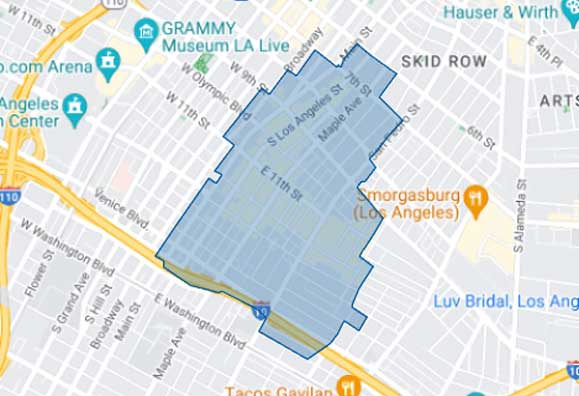 110
W 11th St
GRAMMY
Museum LA Live
Hauser & Wirth
Broadway
Main St
E 4th Pl
W 9th St
SKID ROW
p.com Arena
W Olympic Blvd
7th St
ARTS
Angeles
n Center
W 11th St
S Los Angeles St
Maple Ave
San Pedro St
6th St
E 11th St
S Alameda St
110
Venice Blvd.
Smorgasburg
(Los Angeles)
W Washington Blvd
Flower St
S Grand Ave
S Hill St
Broadway
Main St
Maple Ave
E Washington Blvd
10
Luv Bridal, Los Ang
Tacos Gavilan
10